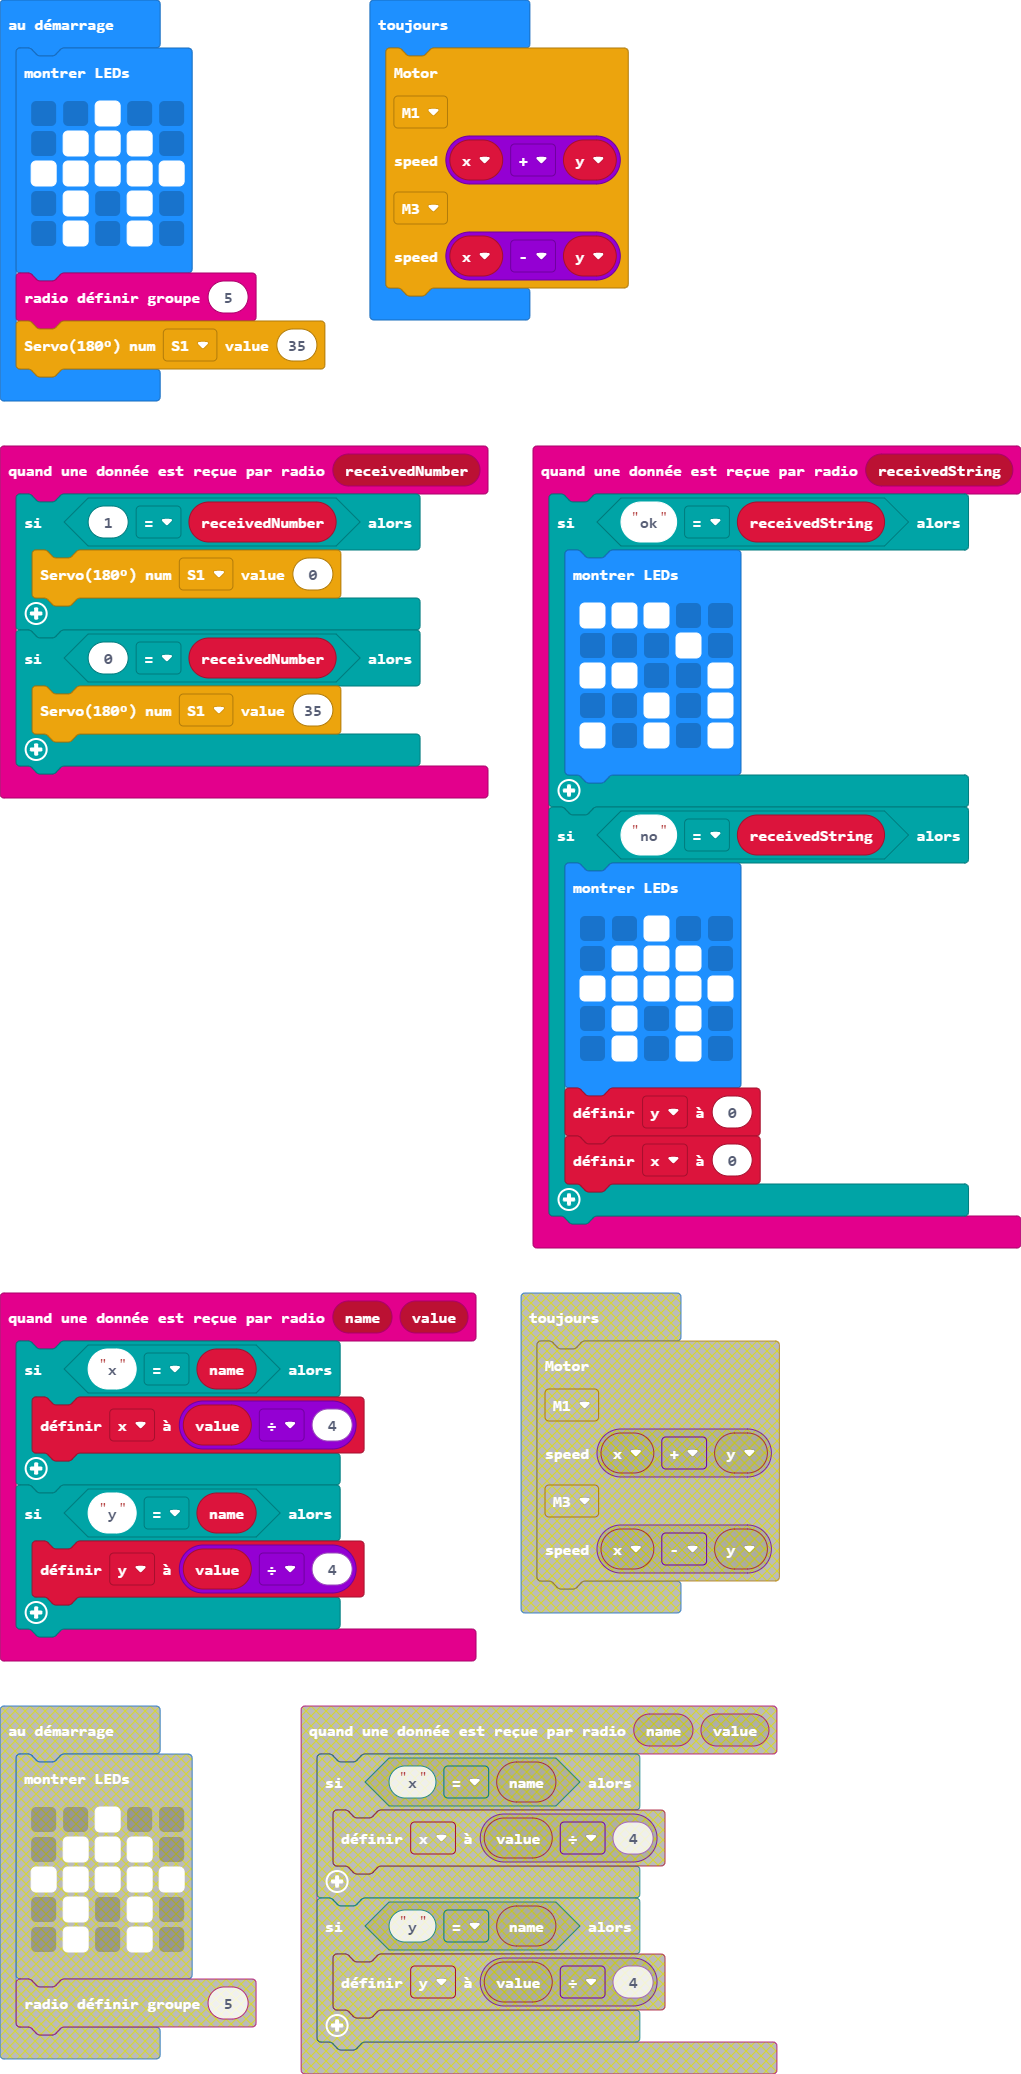 au démarrage
montrer LEDs
radio définir groupe 5
Servo(180°) num S1 value 35
toujours
Motor
M1
speed x + y
M3
speed x - y
quand une donnée est reçue par radio receivedNumber
si 1 = receivedNumber alors
Servo(180°) num S1 value 0
si 0 = receivedNumber alors
Servo(180°) num S1 value 35
quand une donnée est reçue par radio receivedString
si "ok" = receivedString alors
montrer LEDs
si "no" = receivedString alors
montrer LEDs
définir y à 0
définir x à 0
quand une donnée est reçue par radio name value
si "x" = name alors
définir x à value ÷ 4
si "y" = name alors
définir y à value ÷ 4
toujours
Motor
M1
speed x + y
M3
speed x - y
au démarrage
montrer LEDs
radio définir groupe 5
quand une donnée est reçue par radio name value
si "x" = name alors
définir x à value ÷ 4
si "y" = name alors
définir y à value ÷ 4